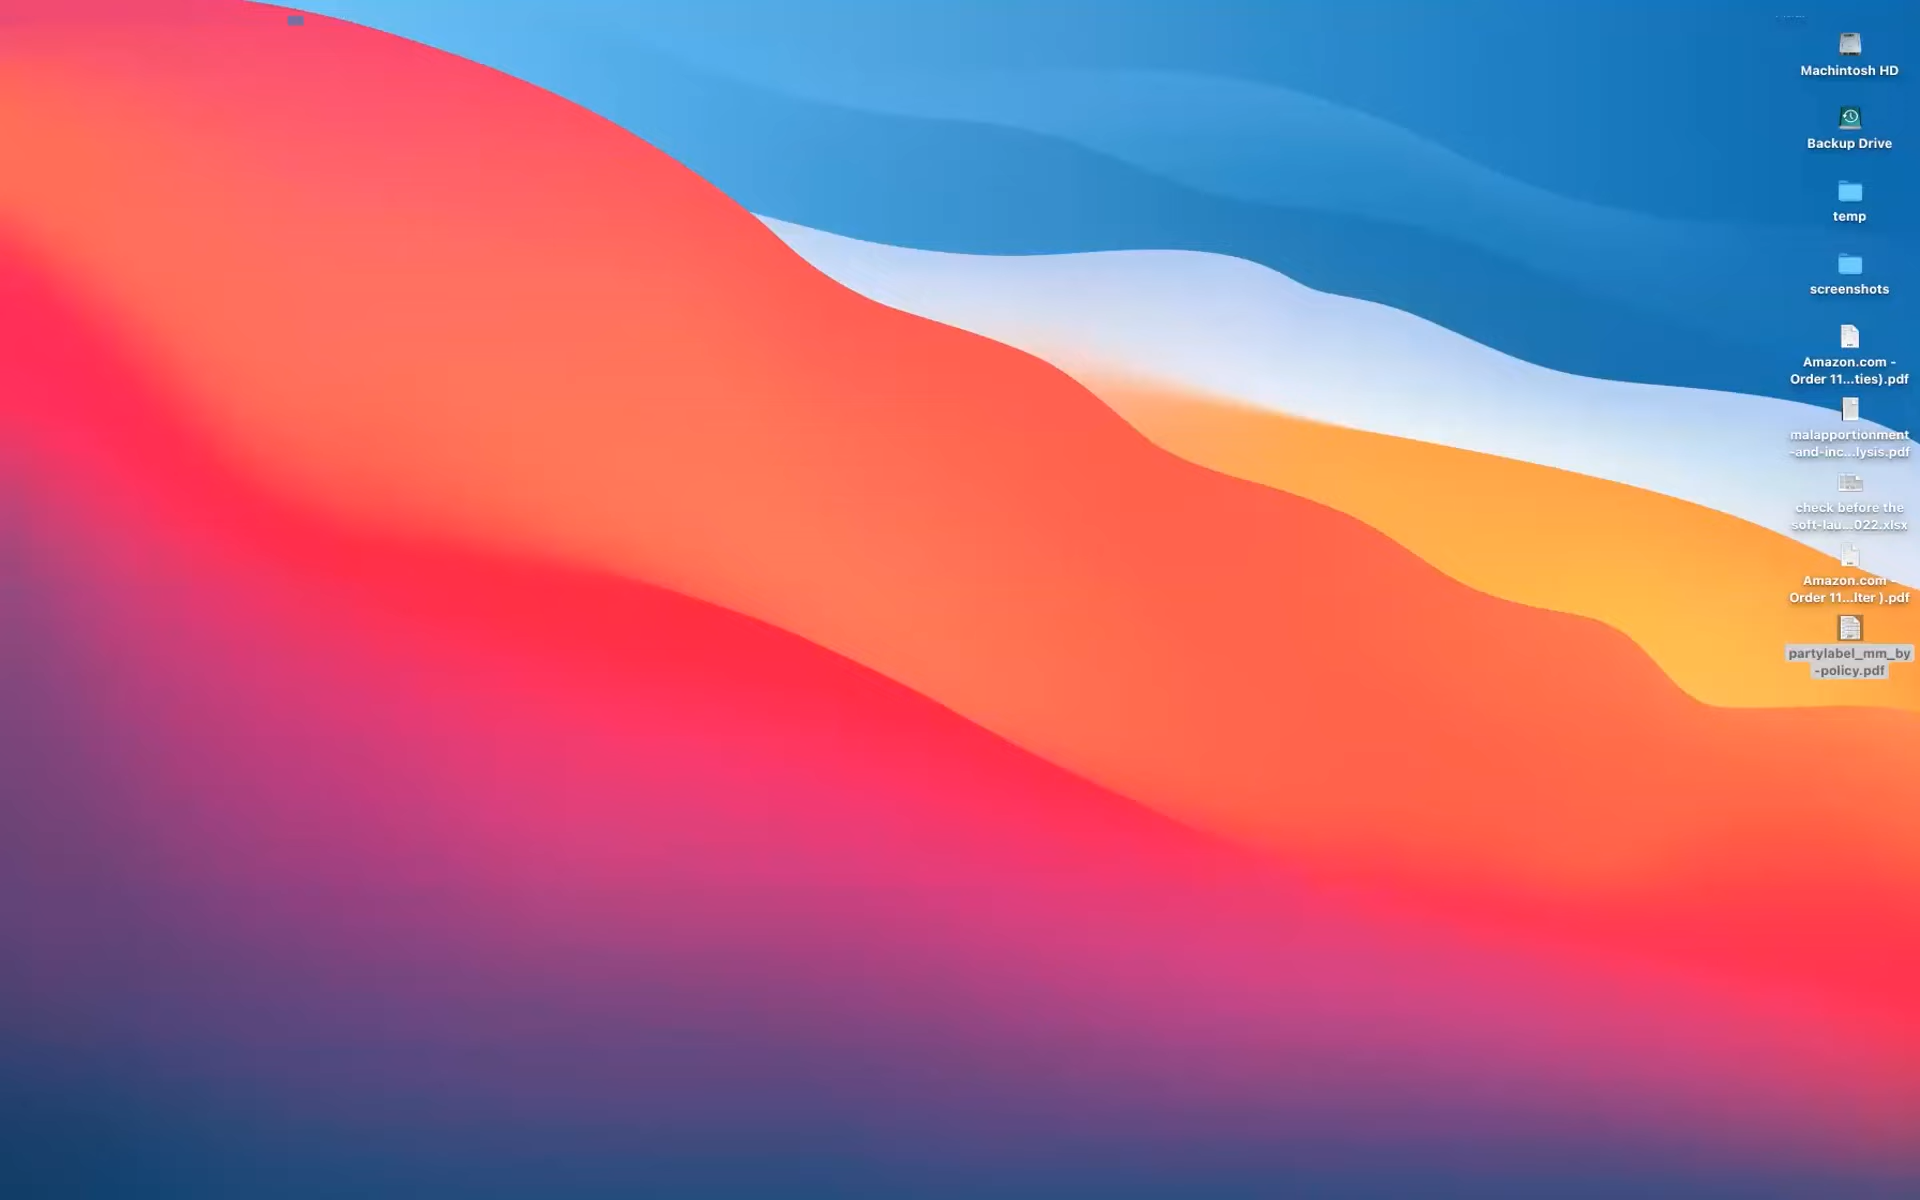 Machintosh HD
Backup Drive
temp
screenshots
Amazon.com -
Order 11...ties).pdf
malapportionment
-and-inc...lysis.pdf
check before the
soft-lau...022.xlsx
Amazon.com -
Order 11...lter ).pdf
partylabel_mm_by
-policy.pdf